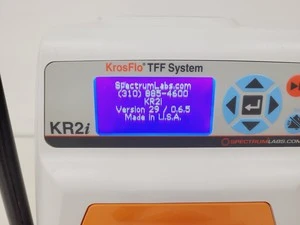 KrosFlo® TFF System
SpectrumLabs.com
(310) 885-4600
KR2i
Version 29 / 0.6.5
Made in U.S.A.
KR2i
SPECTRUMLABS.COM